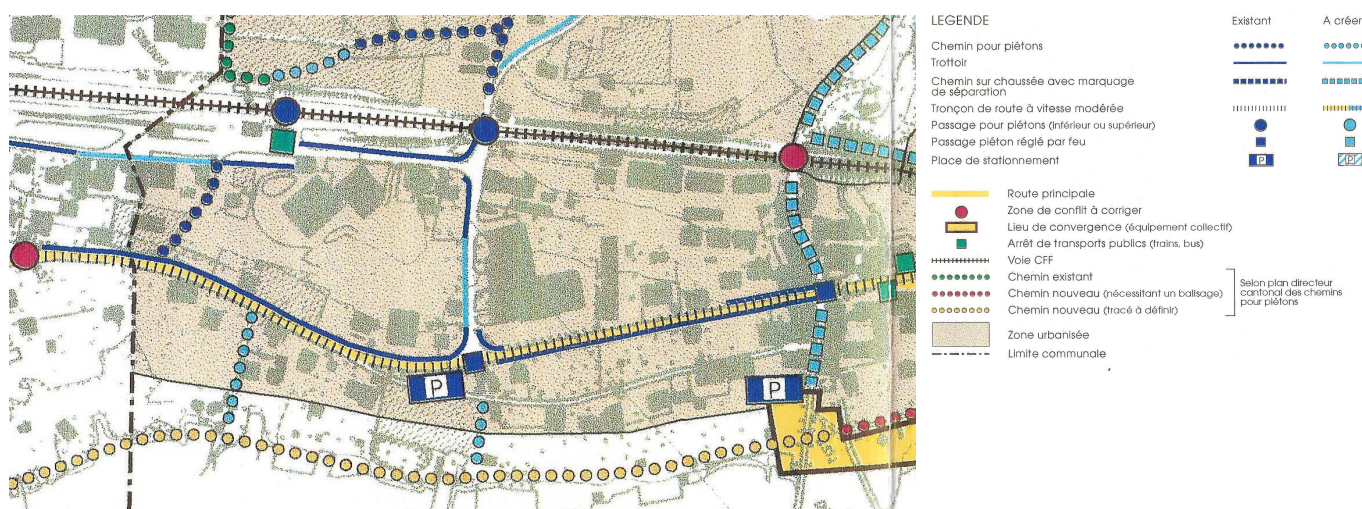 LEGENDE Existant A créer
Chemin pour piétons
Trottoir
Chemin sur chaussée avec marquage
de séparation
Tronçon de route à vitesse modérée
Passage pour piétons (inférieur ou supérieur)
Passage piéton réglé par feu
Place de stationnement P P
Route principale
Zone de conflit à corriger
Lieu de convergence (équipement collectif)
Arrêt de transports publics (trains, bus)
Voie CFF
Chemin existant
Chemin nouveau (nécessitant un balisage)
Chemin nouveau (tracé à définir)
Selon plan directeur
cantonal des chemins
pour piétons
Zone urbanisée
Limite communale
P
P